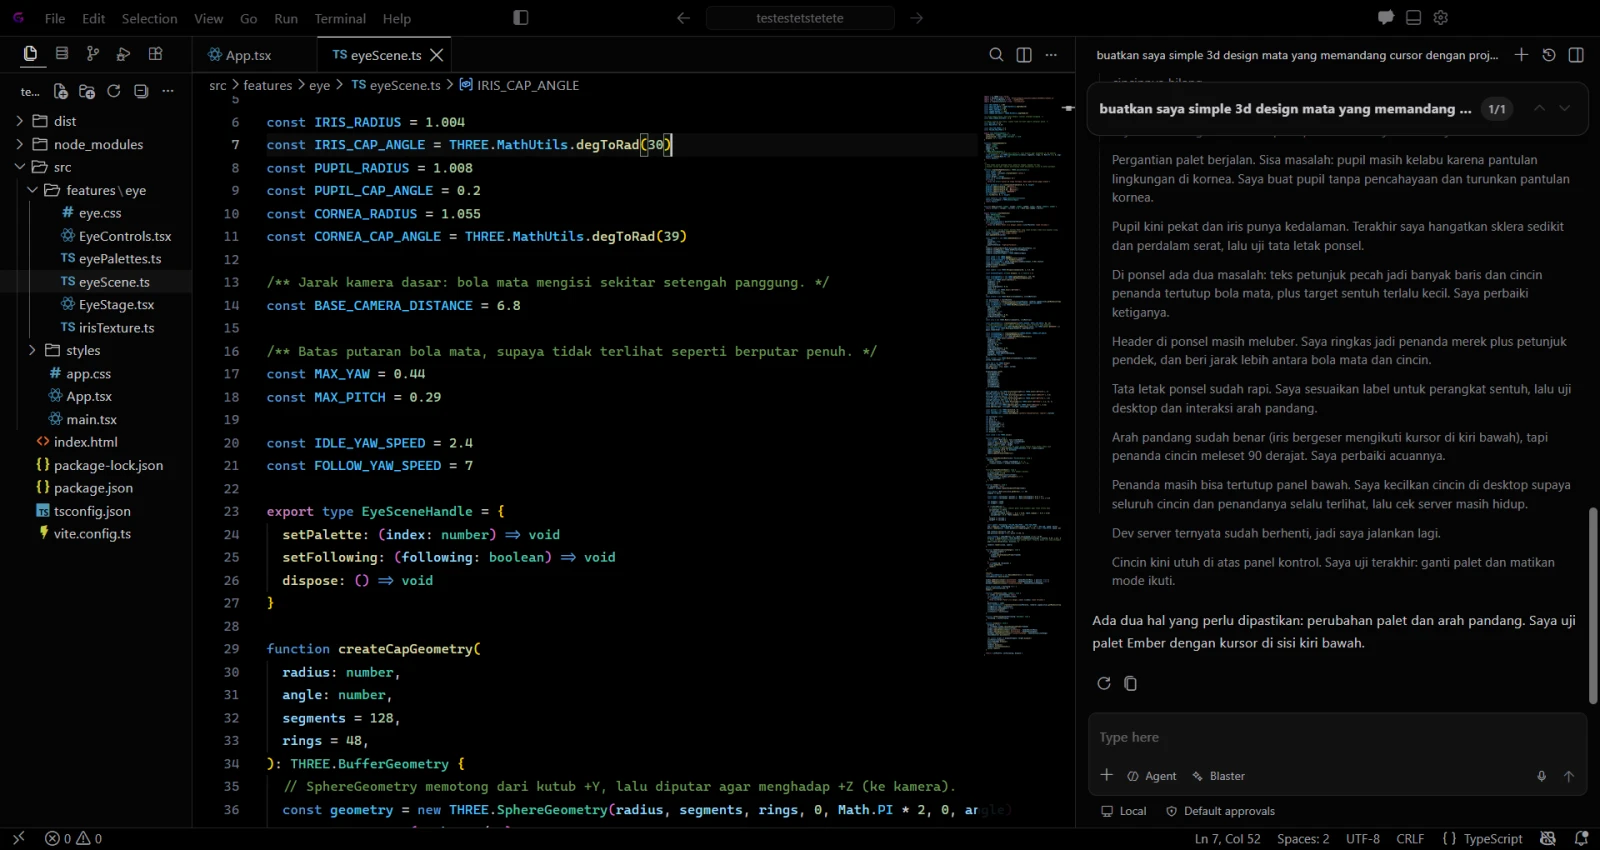 File Edit Selection View Go Run Terminal Help
testestetstetete
te...
dist
node_modules
src
features\eye
eye.css
EyeControls.tsx
eyePalettes.ts
eyeScene.ts
EyeStage.tsx
irisTexture.ts
styles
app.css
App.tsx
main.tsx
index.html
package-lock.json
package.json
tsconfig.json
vite.config.ts
App.tsx
TS eyeScene.ts
src > features > eye > TS eyeScene.ts > IRIS_CAP_ANGLE
5
6 const IRIS_RADIUS = 1.004
7 const IRIS_CAP_ANGLE = THREE.MathUtils.degToRad(30)
8 const PUPIL_RADIUS = 1.008
9 const PUPIL_CAP_ANGLE = 0.2
10 const CORNEA_RADIUS = 1.055
11 const CORNEA_CAP_ANGLE = THREE.MathUtils.degToRad(39)
12
13 /** Jarak kamera dasar: bola mata mengisi sekitar setengah panggung. */
14 const BASE_CAMERA_DISTANCE = 6.8
15
16 /** Batas putaran bola mata, supaya tidak terlihat seperti berputar penuh. */
17 const MAX_YAW = 0.44
18 const MAX_PITCH = 0.29
19
20 const IDLE_YAW_SPEED = 2.4
21 const FOLLOW_YAW_SPEED = 7
22
23 export type EyeSceneHandle = {
24 setPalette: (index: number) => void
25 setFollowing: (following: boolean) => void
26 dispose: () => void
27 }
28
29 function createCapGeometry(
30 radius: number,
31 angle: number,
32 segments = 128,
33 rings = 48,
34 ): THREE.BufferGeometry {
35 // SphereGeometry memotong dari kutub +Y, lalu diputar agar menghadap +Z (ke kamera).
36 const geometry = new THREE.SphereGeometry(radius, segments, rings, 0, Math.PI * 2, 0, angle)
buatkan saya simple 3d design mata yang memandang cursor dengan proj...
buatkan saya simple 3d design mata yang memandang ... 1/1
Pergantian palet berjalan. Sisa masalah: pupil masih kelabu karena pantulan
lingkungan di kornea. Saya buat pupil tanpa pencahayaan dan turunkan pantulan
kornea.
Pupil kini pekat dan iris punya kedalaman. Terakhir saya hangatkan sklera sedikit
dan perdalam serat, lalu uji tata letak ponsel.
Di ponsel ada dua masalah: teks petunjuk pecah jadi banyak baris dan cincin
penanda tertutup bola mata, plus target sentuh terlalu kecil. Saya perbaiki
ketiganya.
Header di ponsel masih meluber. Saya ringkas jadi penanda merek plus petunjuk
pendek, dan beri jarak lebih antara bola mata dan cincin.
Tata letak ponsel sudah rapi. Saya sesuaikan label untuk perangkat sentuh, lalu uji
desktop dan interaksi arah pandang.
Arah pandang sudah benar (iris bergeser mengikuti kursor di kiri bawah), tapi
penanda cincin meleset 90 derajat. Saya perbaiki acuannya.
Penanda masih bisa tertutup panel bawah. Saya kecilkan cincin di desktop supaya
seluruh cincin dan penandanya selalu terlihat, lalu cek server masih hidup.
Dev server ternyata sudah berhenti, jadi saya jalankan lagi.
Cincin kini utuh di atas panel kontrol. Saya uji terakhir: ganti palet dan matikan
mode ikuti.
Ada dua hal yang perlu dipastikan: perubahan palet dan arah pandang. Saya uji
palet Ember dengan kursor di sisi kiri bawah.
Type here
Agent Blaster
Local Default approvals
0 0
Ln 7, Col 52 Spaces: 2 UTF-8 CRLF { } TypeScript